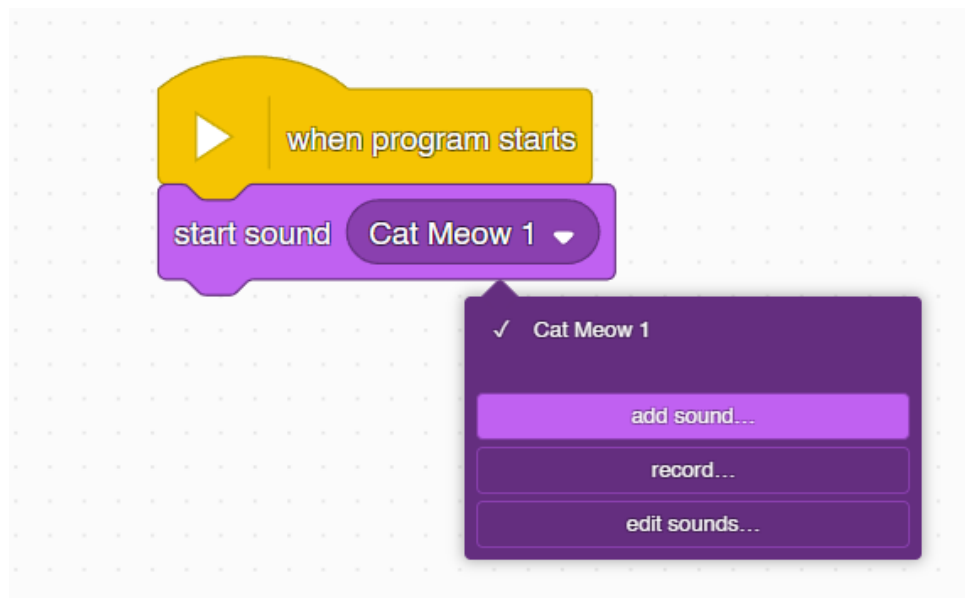 when program starts
start sound Cat Meow 1
Cat Meow 1
add sound...
record...
edit sounds...